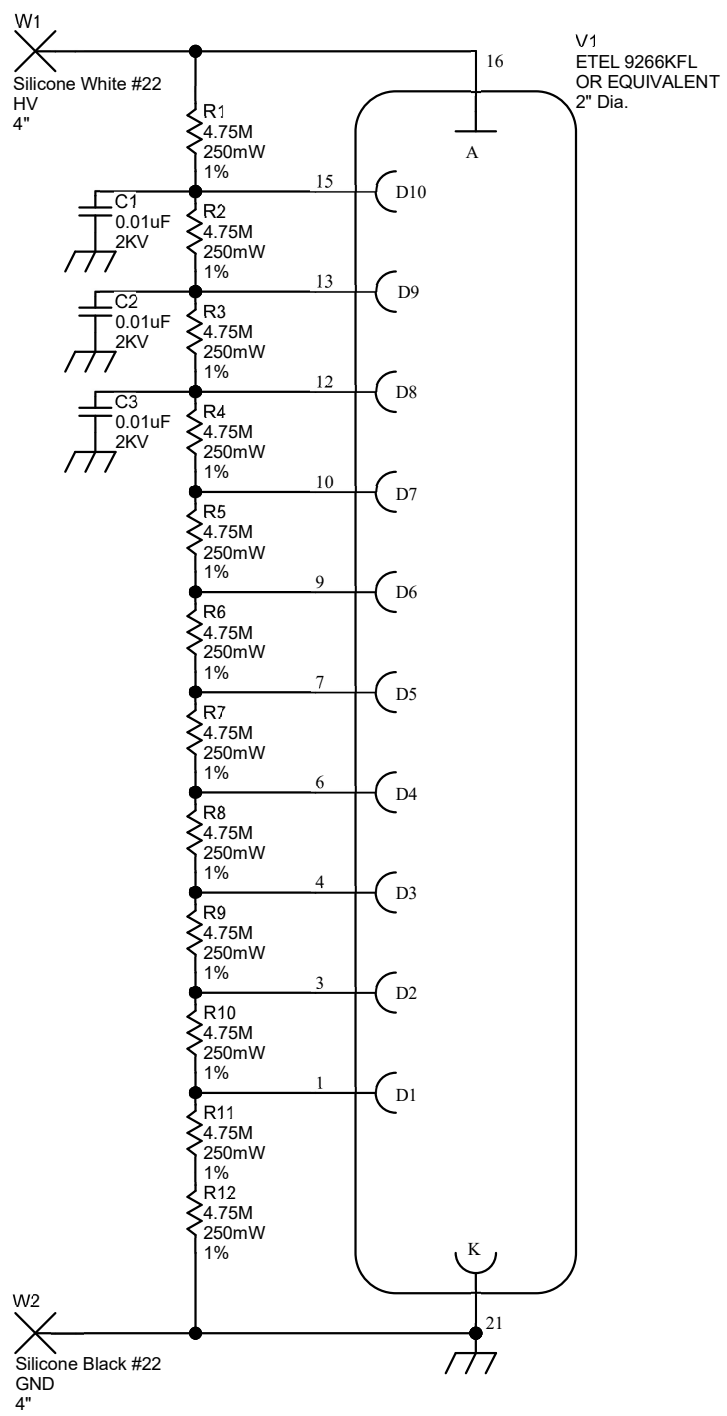 W1
Silicone White #22
HV
4"
V1
ETEL 9266KFL
OR EQUIVALENT
2" Dia.
16
A
R1
4.75M
250mW
1%
15
D10
C1
0.01uF
2KV
R2
4.75M
250mW
1%
13
D9
C2
0.01uF
2KV
R3
4.75M
250mW
1%
12
D8
C3
0.01uF
2KV
R4
4.75M
250mW
1%
10
D7
R5
4.75M
250mW
1%
9
D6
R6
4.75M
250mW
1%
7
D5
R7
4.75M
250mW
1%
6
D4
R8
4.75M
250mW
1%
4
D3
R9
4.75M
250mW
1%
3
D2
R10
4.75M
250mW
1%
1
D1
R11
4.75M
250mW
1%
R12
4.75M
250mW
1%
K
21
W2
Silicone Black #22
GND
4"